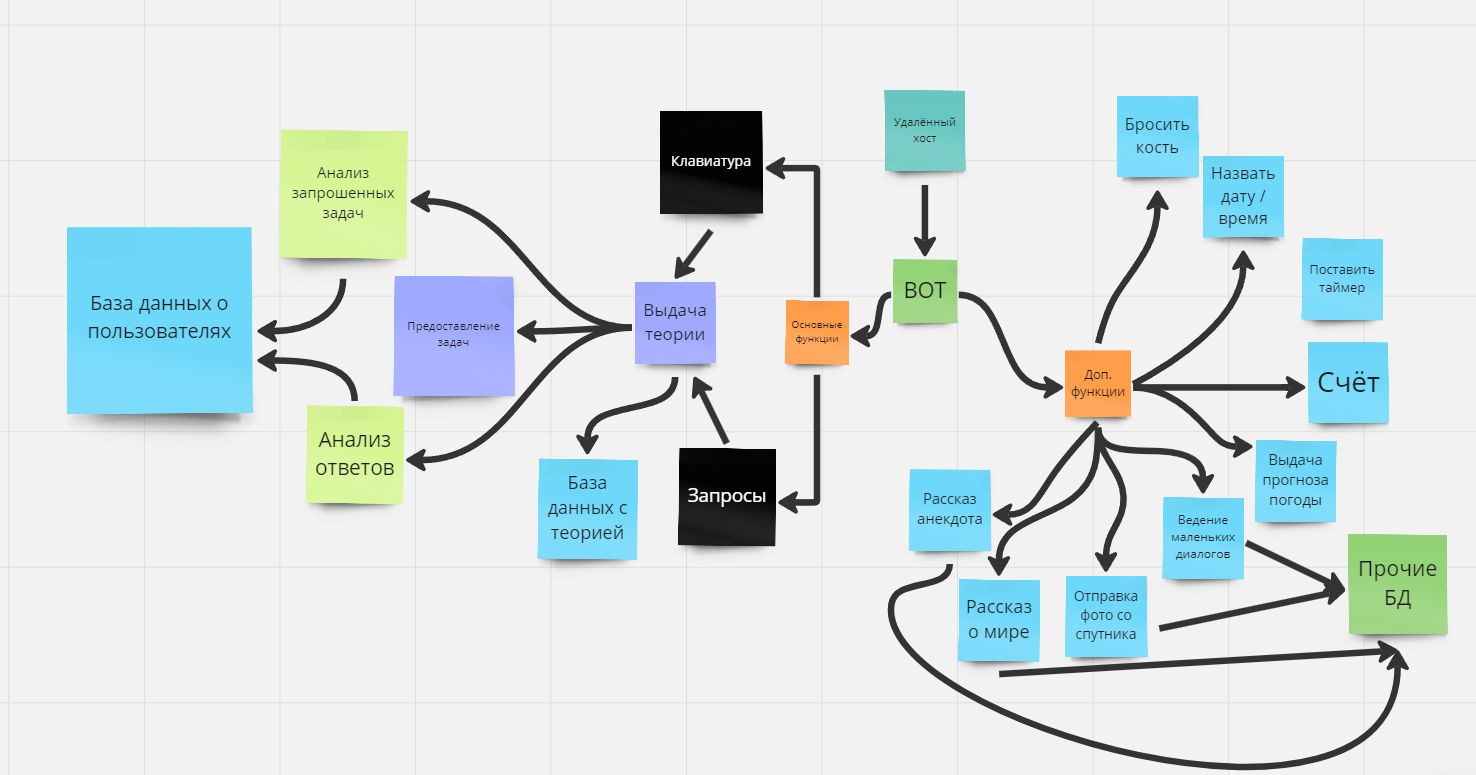 Удалённый
хост
Бросить
кость
Клавиатура
Назвать
дату /
время
Анализ
запрошенных
задач
Поставить
таймер
База данных о
пользователях
Предоставление
задач
Выдача
теории
Основные
функции
BOT
Доп.
функции
Счёт
Анализ
ответов
База
данных с
теорией
Запросы
Рассказ
анекдота
Выдача
прогноза
погоды
Ведение
маленьких
диалогов
Прочие
БД
Рассказ
о мире
Отправка
фото со
спутника